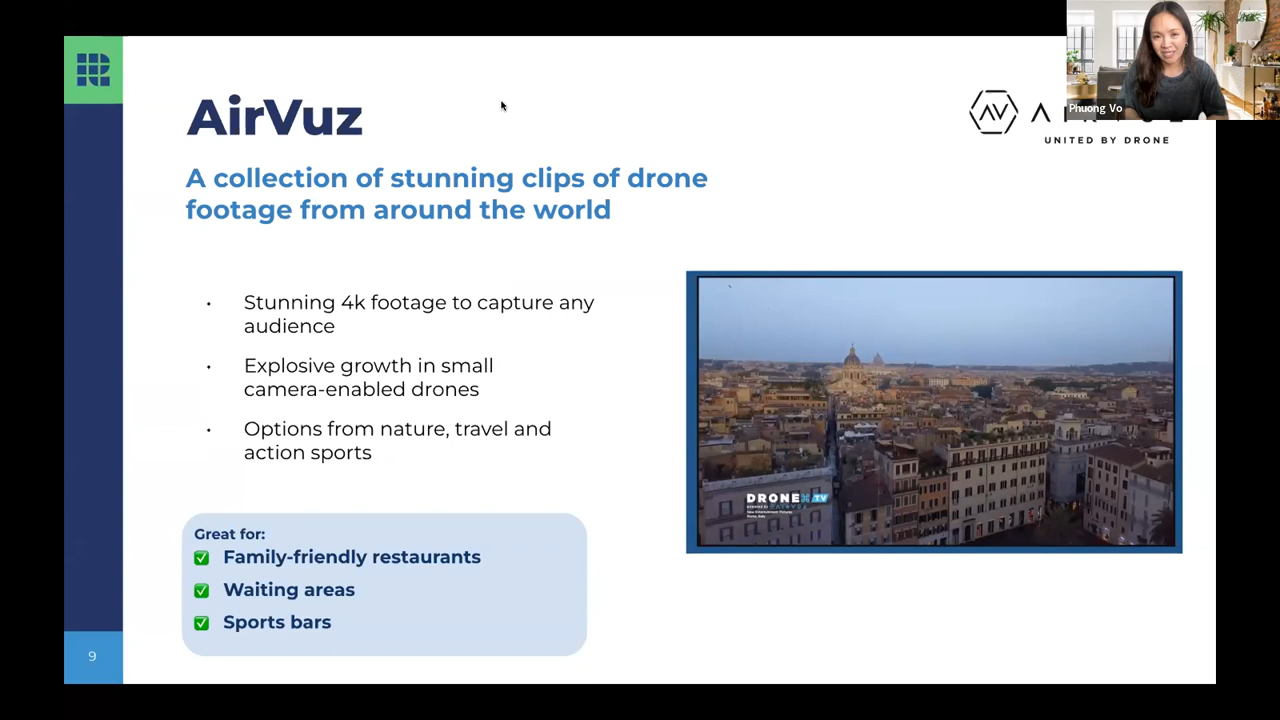 AirVuz
UNITED BY DRONE
Phuong Vo
A collection of stunning clips of drone
footage from around the world
• Stunning 4k footage to capture any
audience
• Explosive growth in small
camera-enabled drones
• Options from nature, travel and
action sports
DRONE TV
Great for:
✅ Family-friendly restaurants
✅ Waiting areas
✅ Sports bars
9